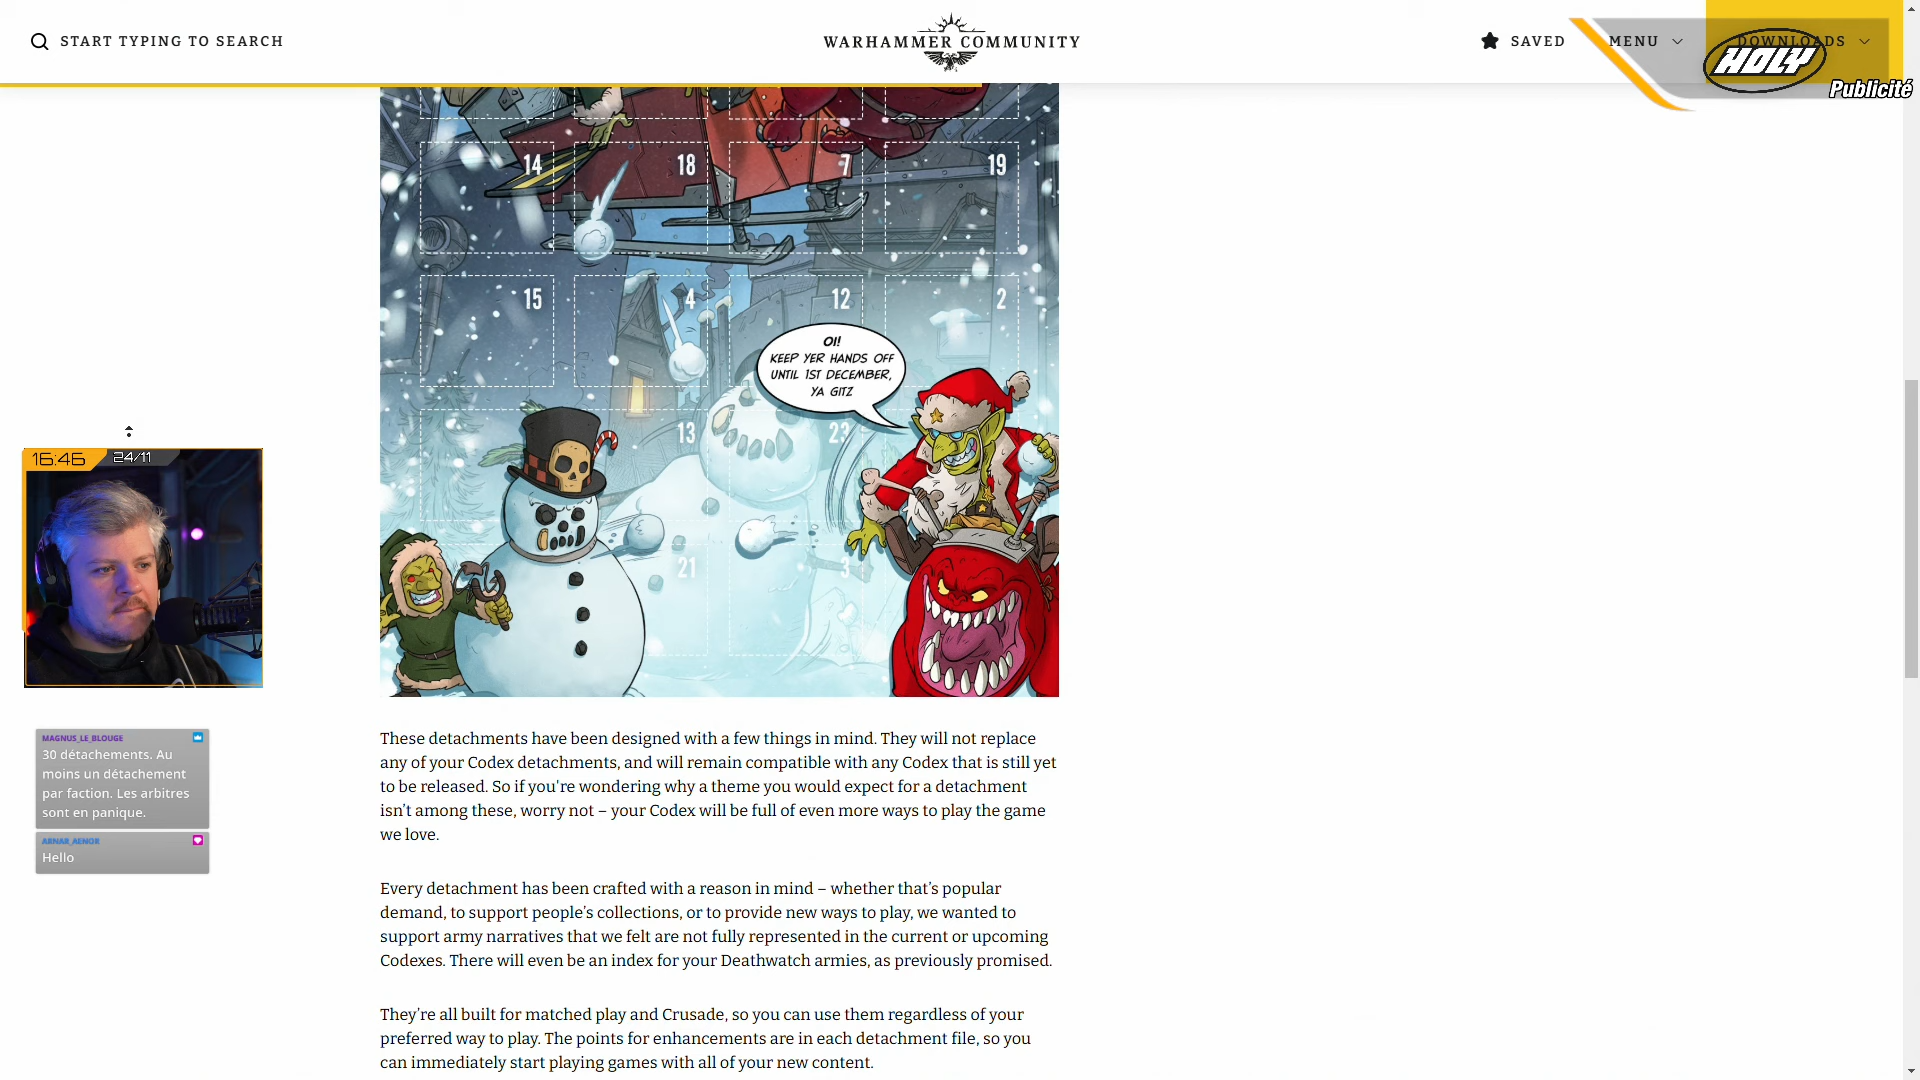 START TYPING TO SEARCH
WARHAMMER COMMUNITY
SAVED
MENU
DOWNLOADS
HOLY
Publicité
14
18
7
19
15
4
12
2
OI!
KEEP YER HANDS OFF
UNTIL 1ST DECEMBER,
YA GITZ
13
23
21
3
16:46
24/11
MAGNUS_LE_BLOUGE
30 détachements. Au
moins un détachement
par faction. Les arbitres
sont en panique.
ARNAR_AENOR
Hello
These detachments have been designed with a few things in mind. They will not replace
any of your Codex detachments, and will remain compatible with any Codex that is still yet
to be released. So if you're wondering why a theme you would expect for a detachment
isn’t among these, worry not – your Codex will be full of even more ways to play the game
we love.
Every detachment has been crafted with a reason in mind – whether that’s popular
demand, to support people’s collections, or to provide new ways to play, we wanted to
support army narratives that we felt are not fully represented in the current or upcoming
Codexes. There will even be an index for your Deathwatch armies, as previously promised.
They’re all built for matched play and Crusade, so you can use them regardless of your
preferred way to play. The points for enhancements are in each detachment file, so you
can immediately start playing games with all of your new content.